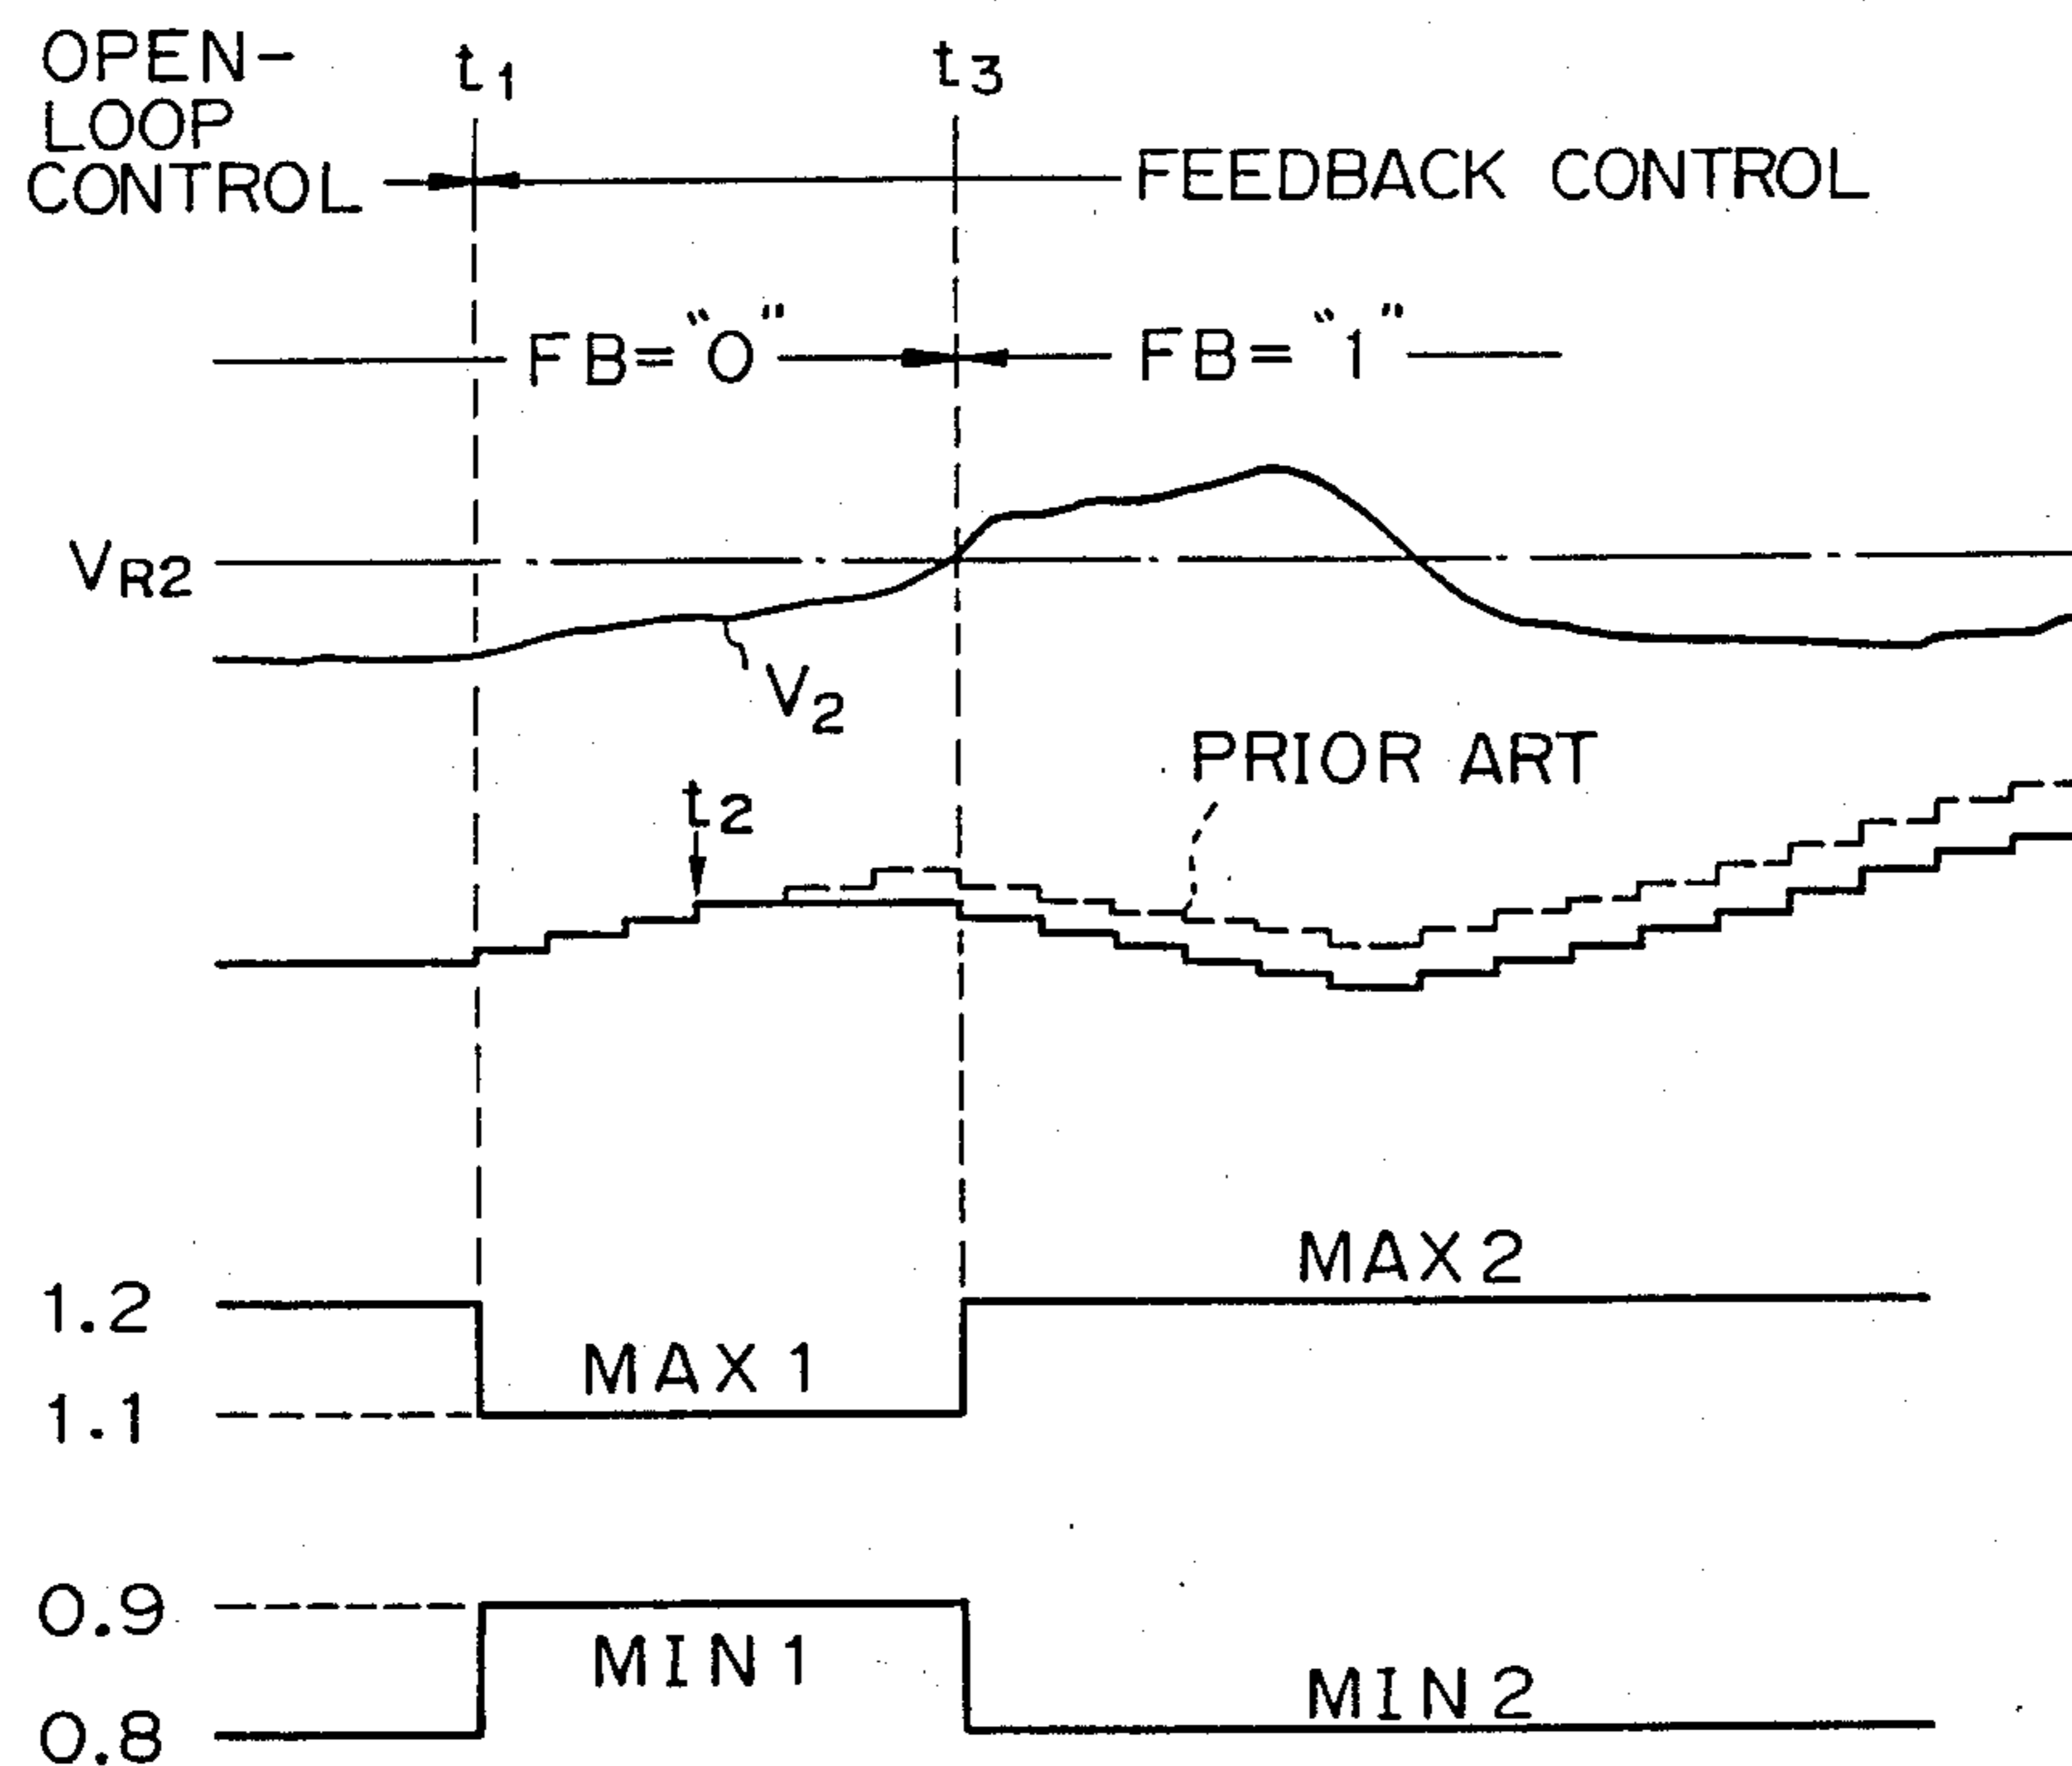 OPEN-
LOOP
CONTROL
t1
t3
FEEDBACK CONTROL
FB="0"
FB="1"
VR2
V2
PRIOR ART
t2
MAX2
1.2
MAX1
1.1
0.9
MIN1
MIN2
0.8